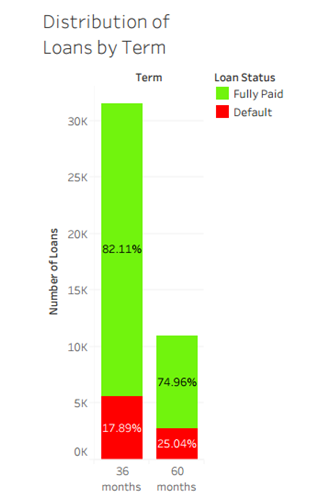 Distribution of
Loans by Term
Term
Loan Status
Fully Paid
Default
Number of Loans
30K
25K
20K
15K
10K
5K
0K
82.11%
17.89%
74.96%
25.04%
36
months
60
months